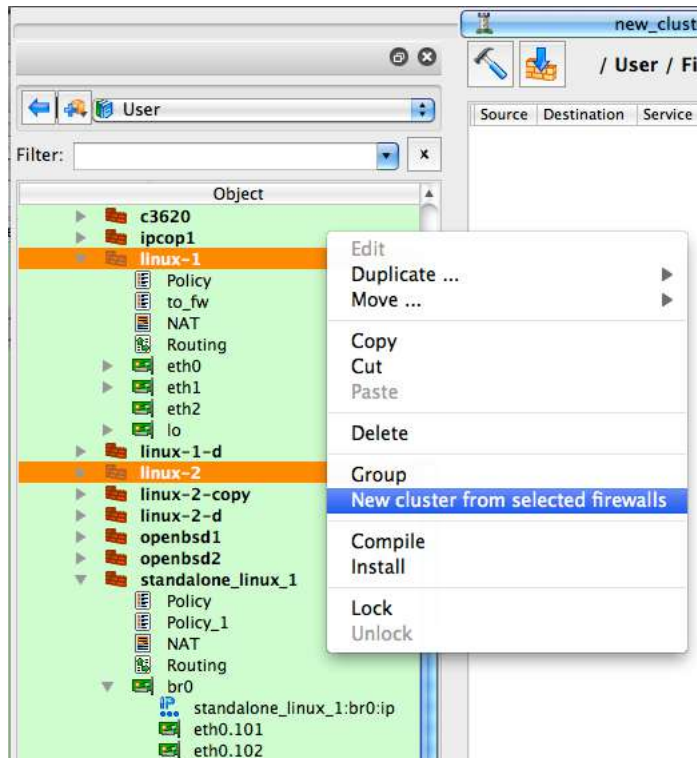 new_clust
/ User / Fi
User
Source Destination Service
Filter:
x
Object
c3620
ipcop1
linux-1
Policy
to_fw
NAT
Routing
eth0
eth1
eth2
lo
linux-1-d
linux-2
linux-2-copy
linux-2-d
openbsd1
openbsd2
standalone_linux_1
Policy
Policy_1
NAT
Routing
br0
IP
standalone_linux_1:br0:ip
eth0.101
eth0.102
Edit
Duplicate ...
Move ...
Copy
Cut
Paste
Delete
Group
New cluster from selected firewalls
Compile
Install
Lock
Unlock